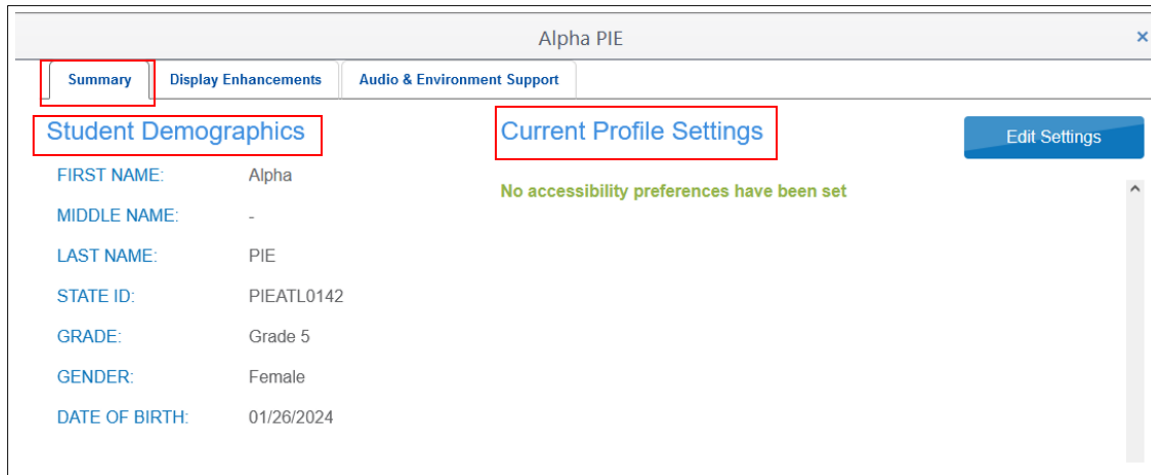 Alpha PIE ×
Summary Display Enhancements Audio & Environment Support
Student Demographics
FIRST NAME: Alpha
MIDDLE NAME: -
LAST NAME: PIE
STATE ID: PIEATL0142
GRADE: Grade 5
GENDER: Female
DATE OF BIRTH: 01/26/2024
Current Profile Settings
No accessibility preferences have been set
Edit Settings